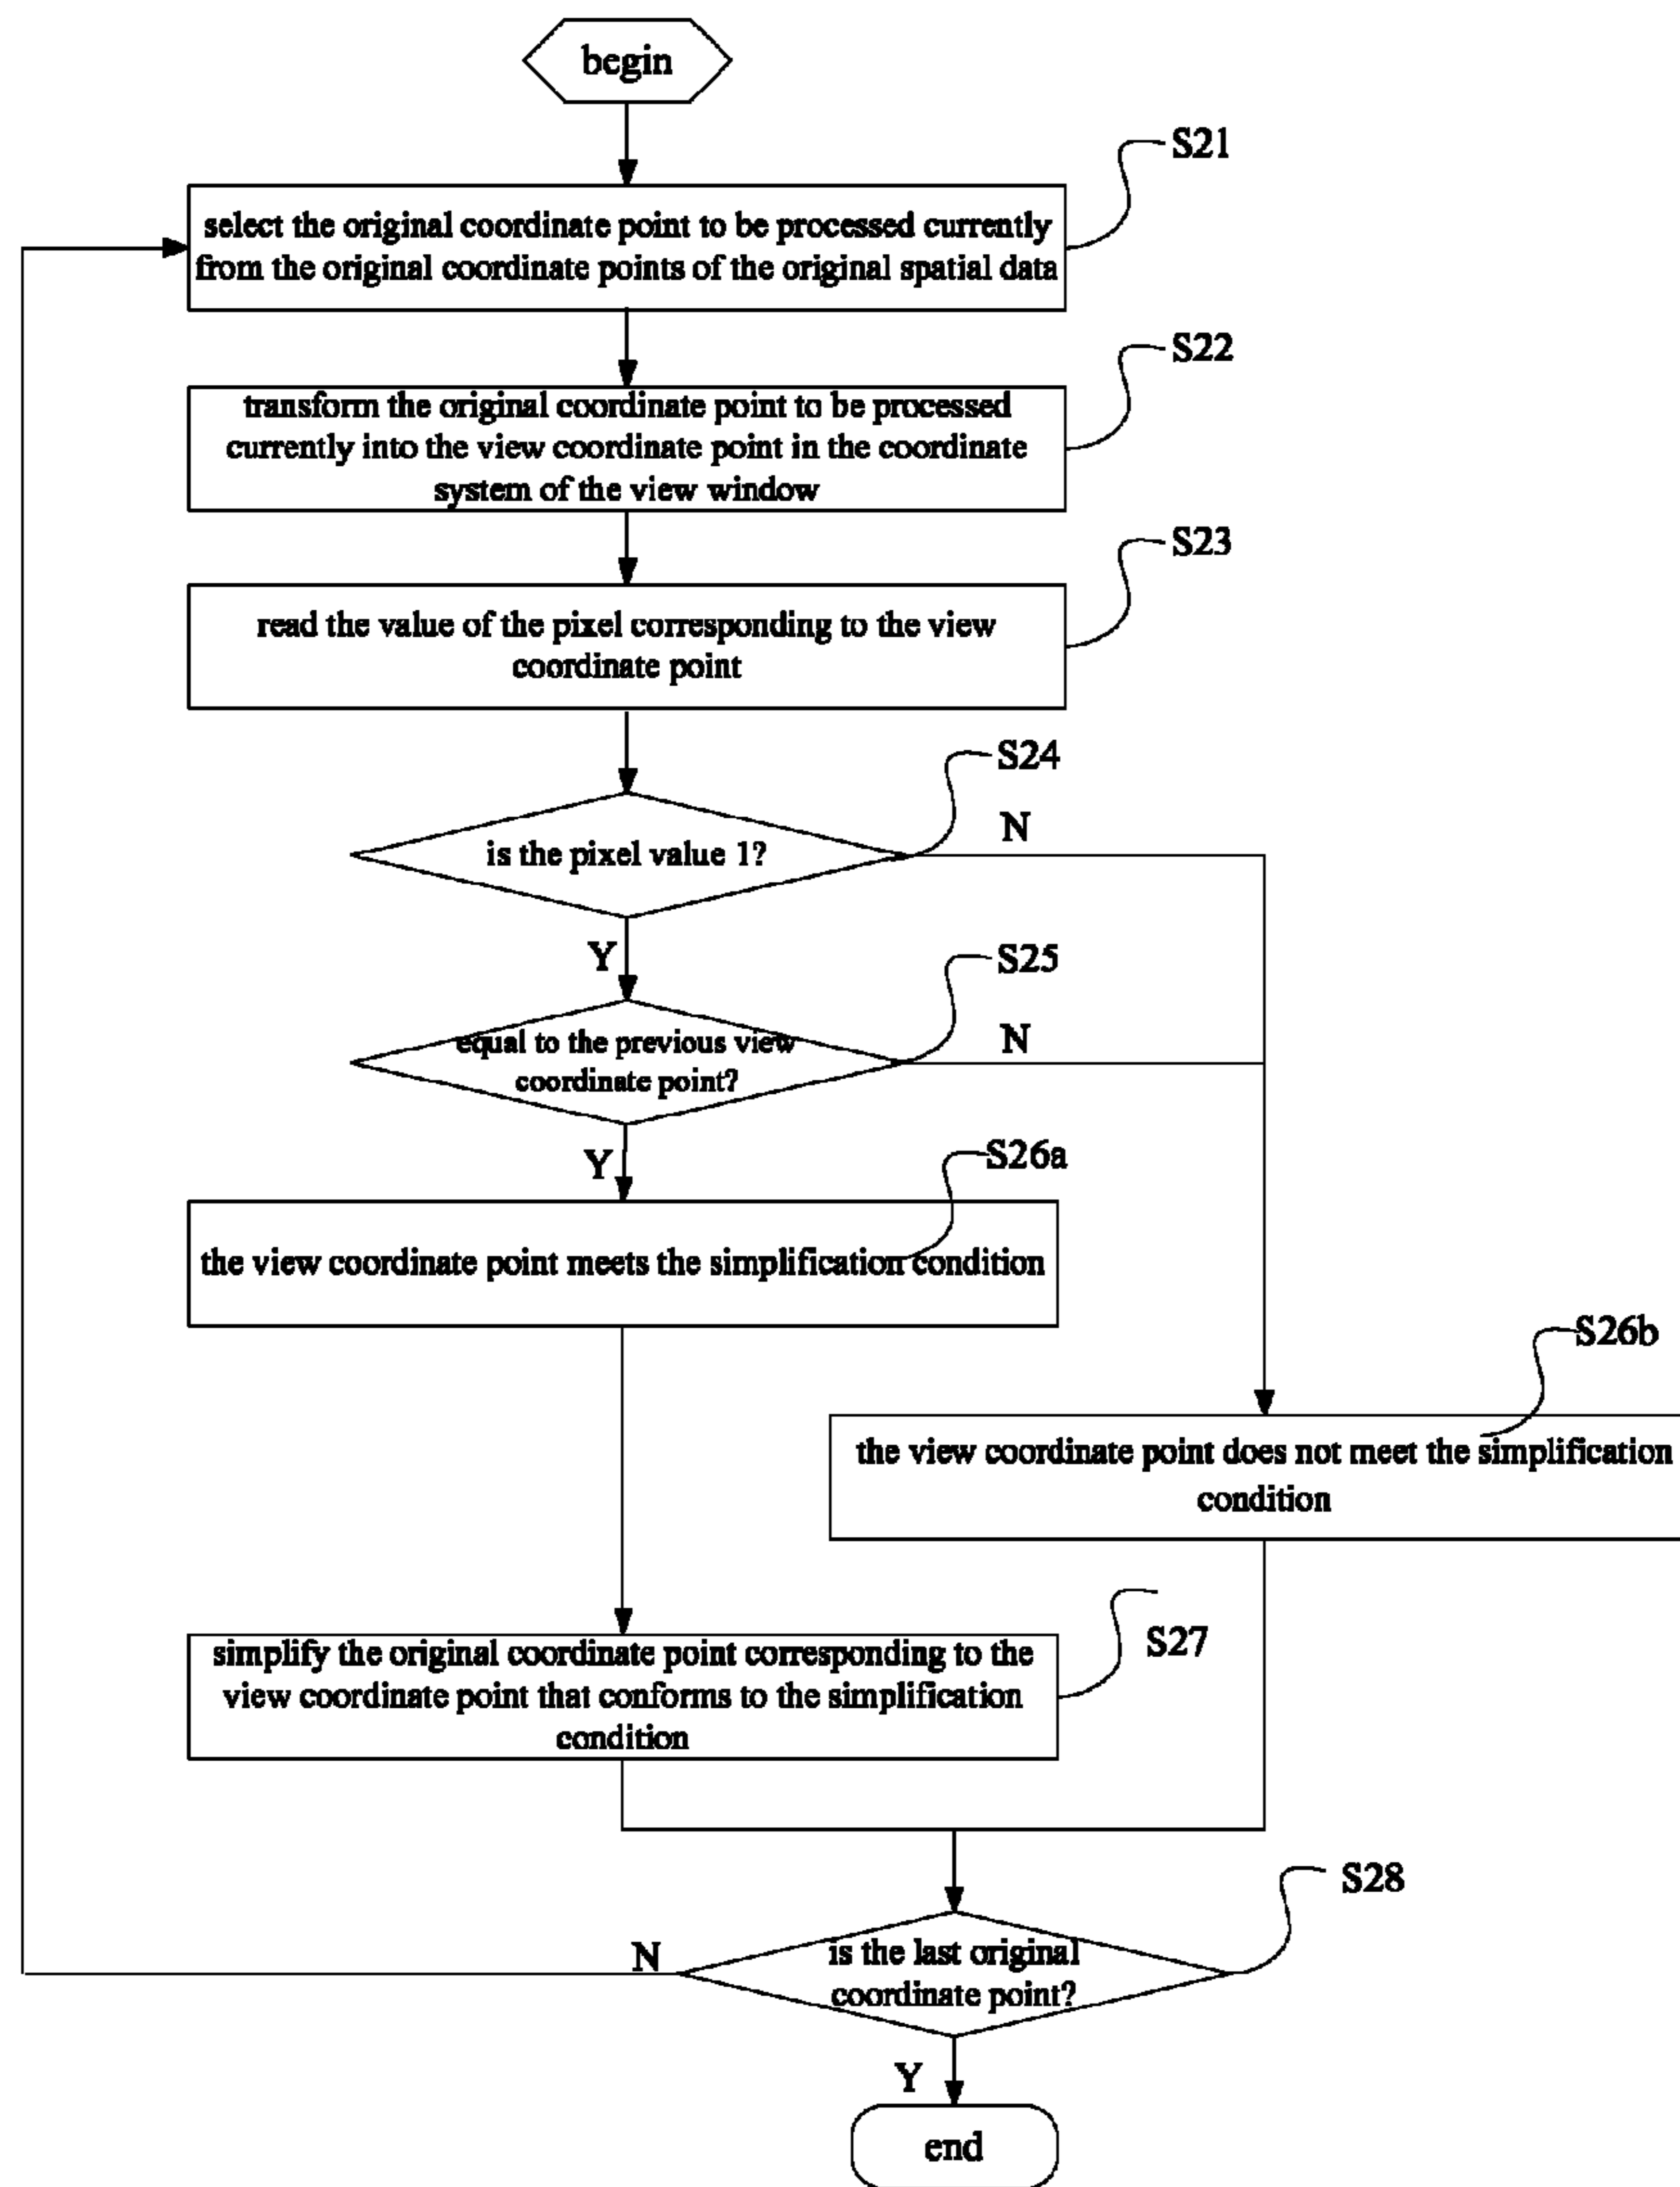 begin
S21
select the original coordinate point to be processed currently
from the original coordinate points of the original spatial data
S22
transform the original coordinate point to be processed
currently into the view coordinate point in the coordinate
system of the view window
S23
read the value of the pixel corresponding to the view
coordinate point
S24
is the pixel value 1?
N
Y
S25
equal to the previous view
coordinate point?
N
Y
S26a
the view coordinate point meets the simplification condition
S26b
the view coordinate point does not meet the simplification
condition
S27
simplify the original coordinate point corresponding to the
view coordinate point that conforms to the simplification
condition
S28
is the last original
coordinate point?
N
Y
end